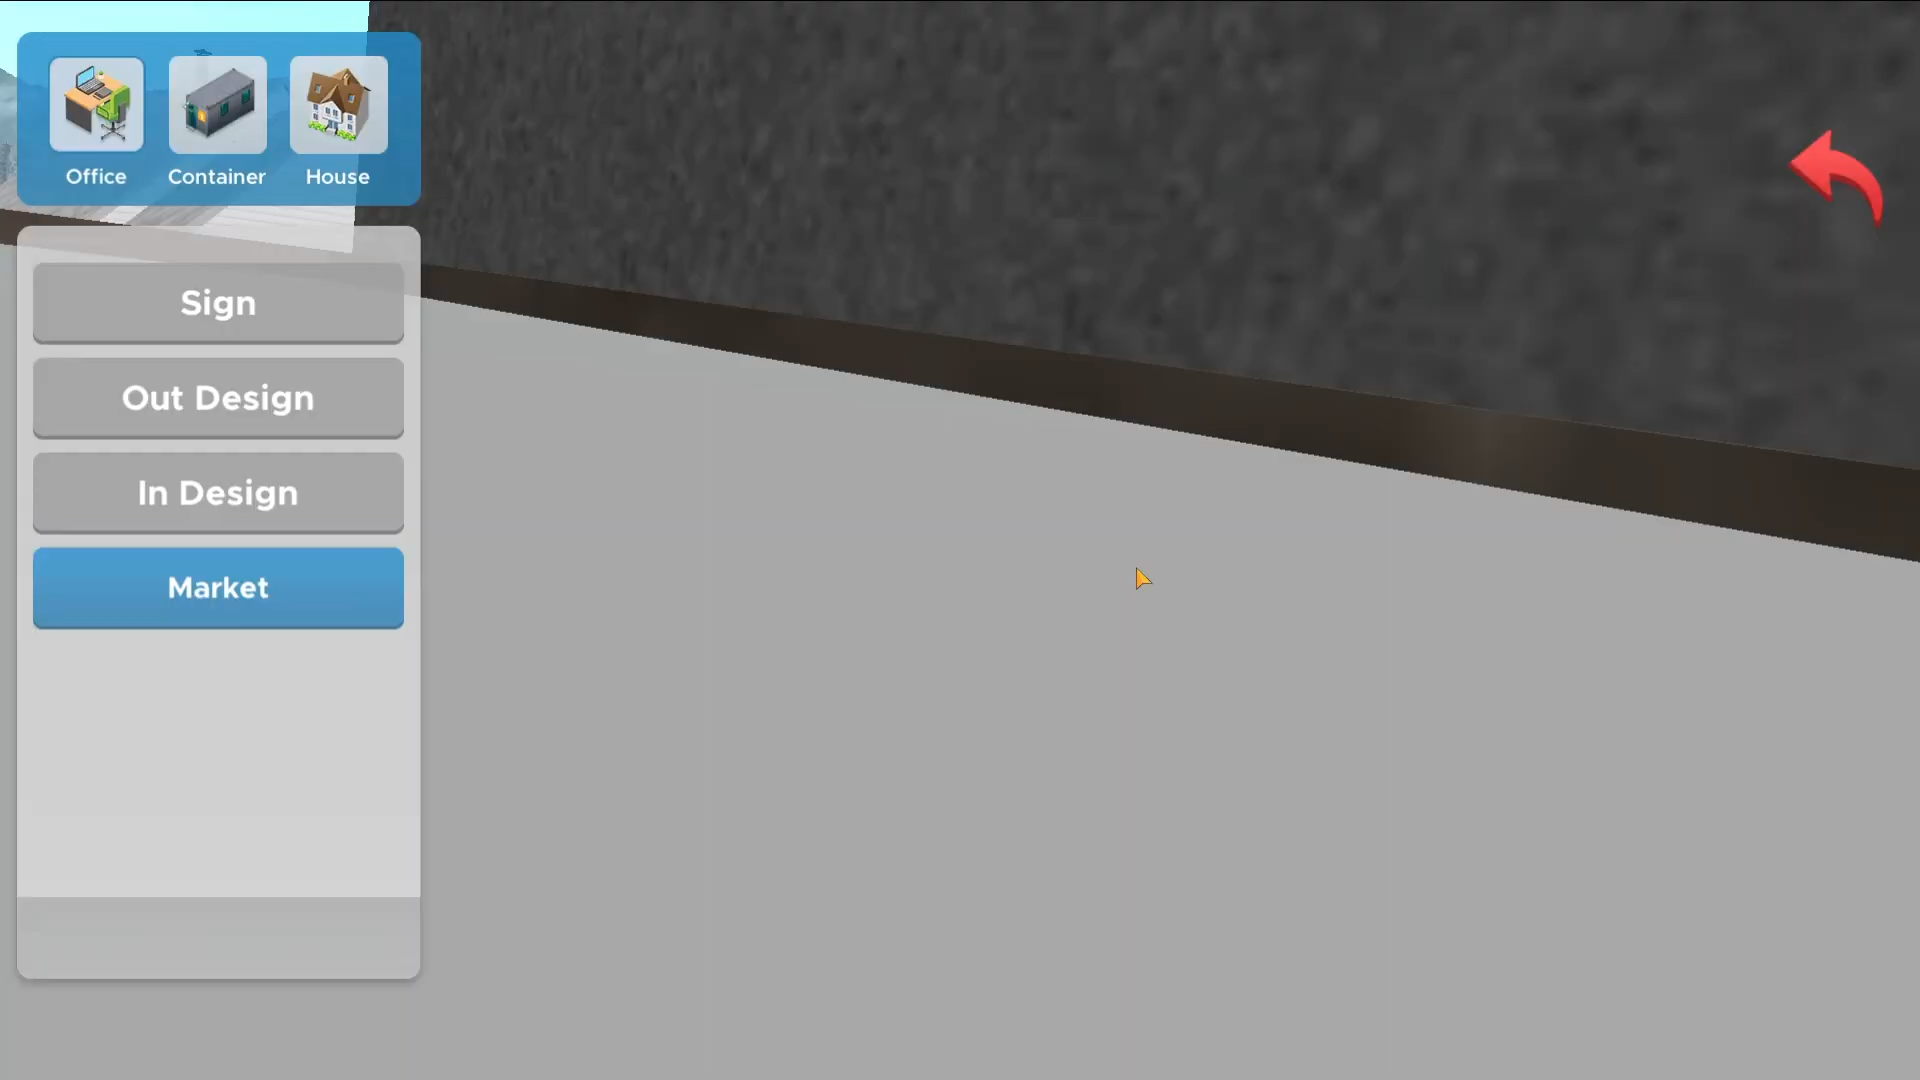 Office Container House
Sign
Out Design
In Design
Market